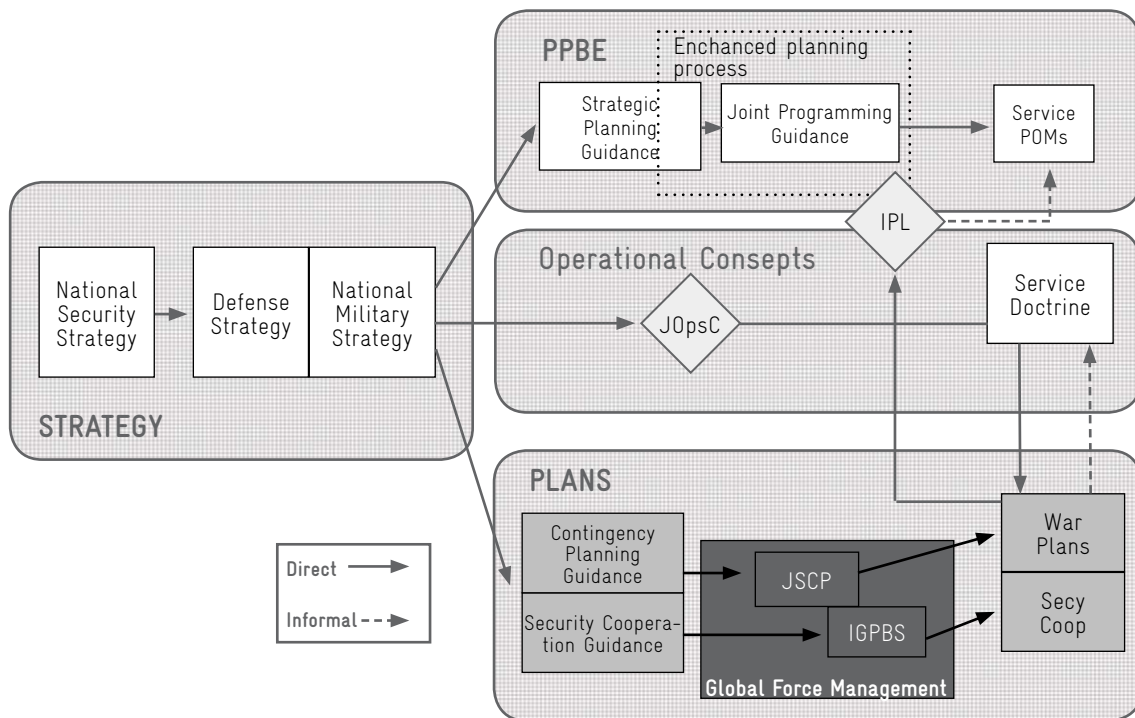 PPBE
Enchanced planning
process
Strategic
Planning
Guidance
Joint Programming
Guidance
Service
POMs
IPL
National
Security
Strategy
Defense
Strategy
National
Military
Strategy
STRATEGY
Operational Concepts
JOpsC
Service
Doctrine
PLANS
Contingency
Planning
Guidance
Security Coopera-
tion Guidance
JSCP
IGPBS
Global Force Management
War
Plans
Secy
Coop
Direct
Informal